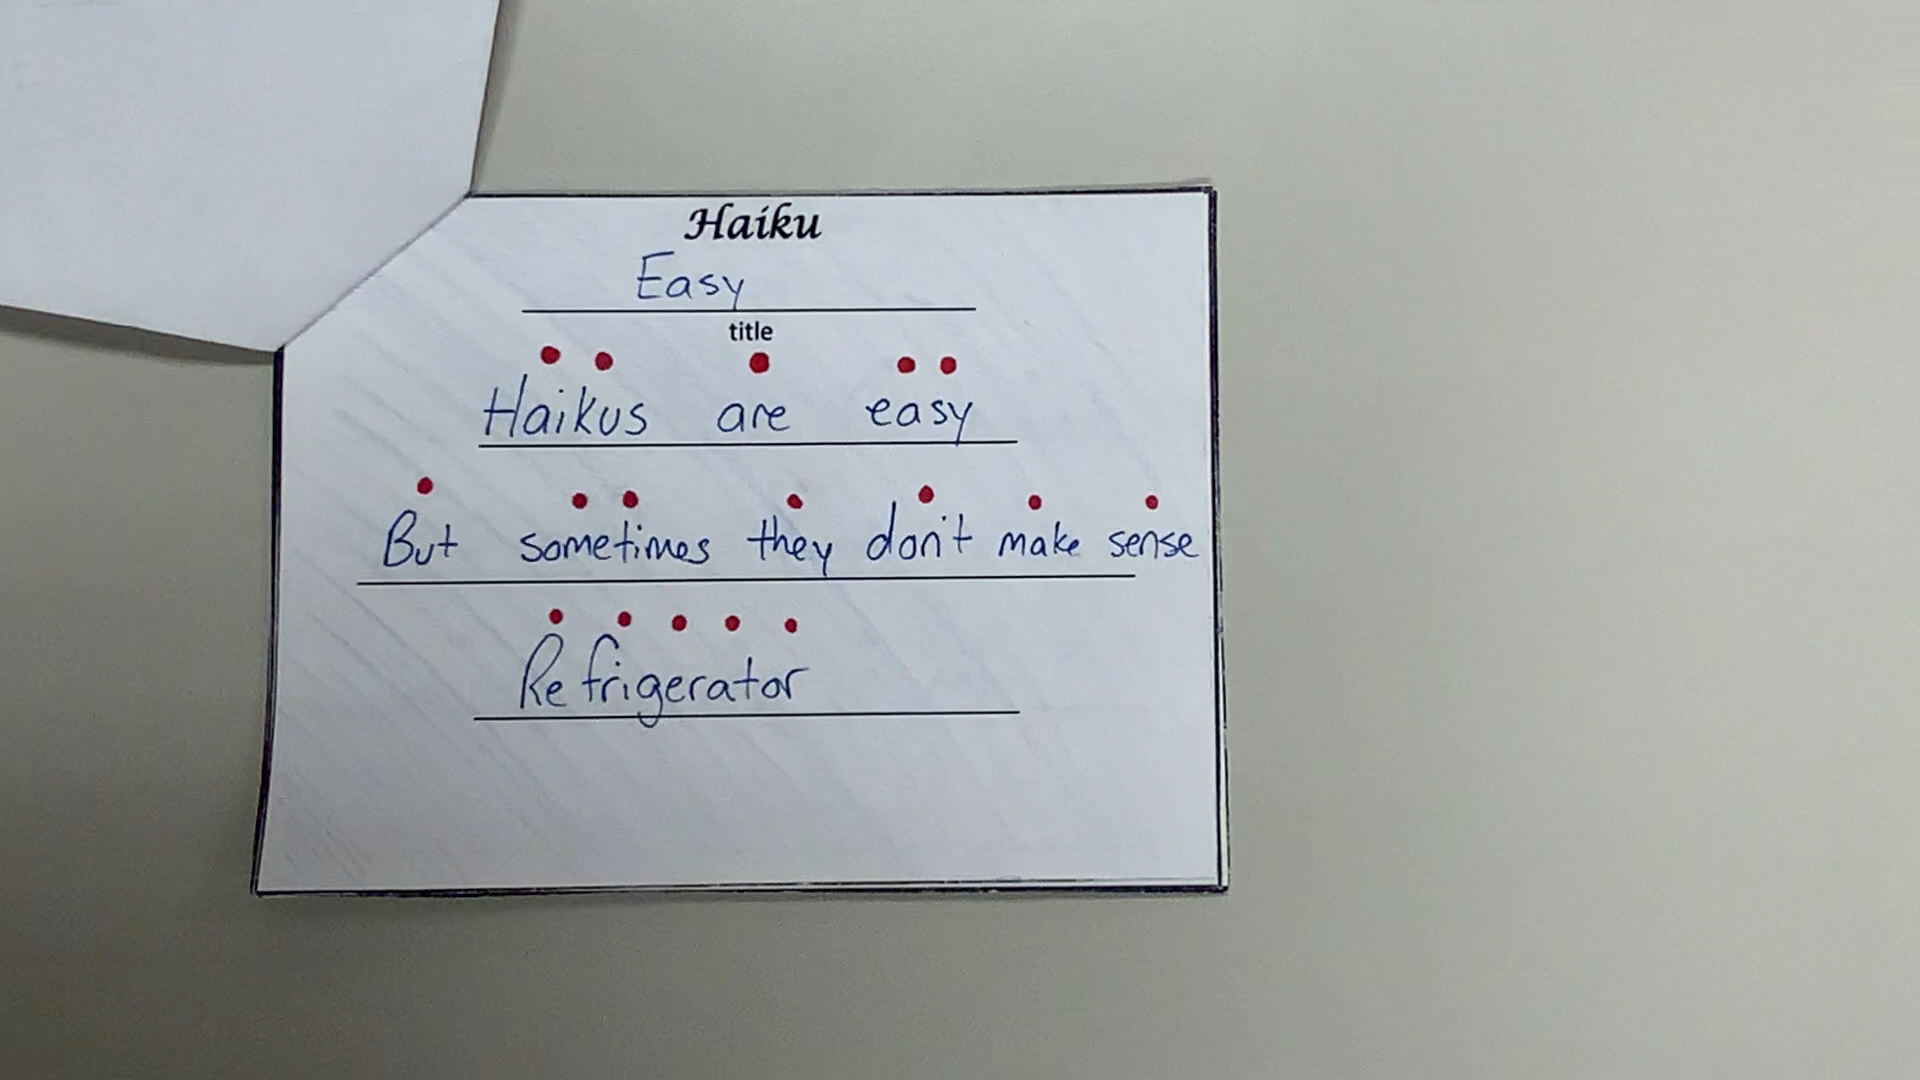 Haiku
Easy
title
Haikus are easy
But sometimes they don't make sense
Refrigerator